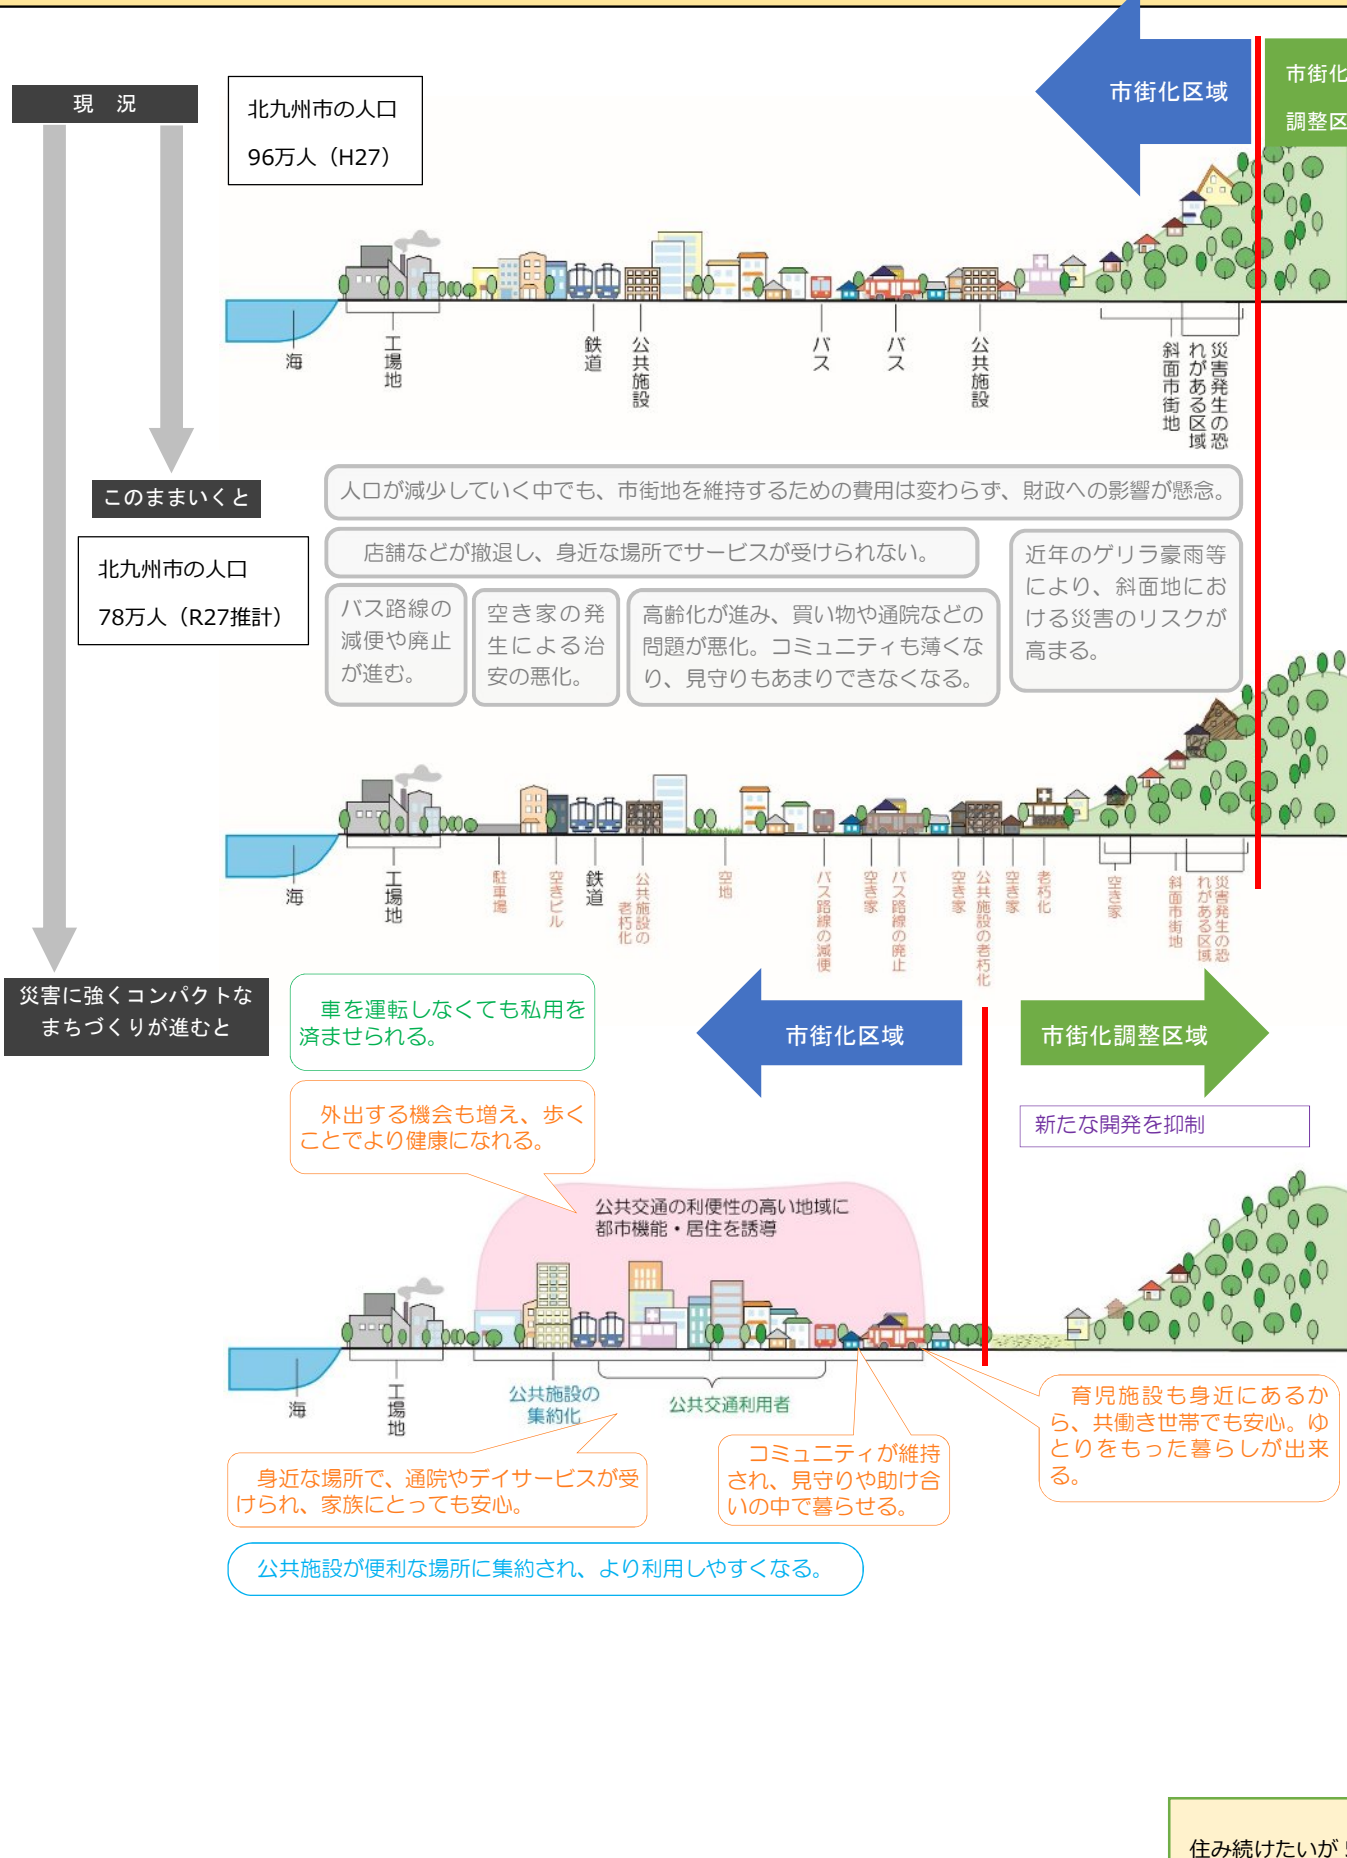 現　況
北九州市の人口
96万人（H27）
市街化区域
市街化
調整区
海
工場地
鉄道
公共施設
バス
バス
公共施設
斜面市街地
災害発生の恐
れがある区域
このままいくと
北九州市の人口
78万人（R27推計）
人口が減少していく中でも、市街地を維持するための費用は変わらず、財政への影響が懸念。
店舗などが撤退し、身近な場所でサービスが受けられない。
バス路線の
減便や廃止
が進む。
空き家の発
生による治
安の悪化。
高齢化が進み、買い物や通院などの
問題が悪化。コミュニティも薄くな
り、見守りもあまりできなくなる。
近年のゲリラ豪雨等
により、斜面地にお
ける災害のリスクが
高まる。
海
工場地
駐車場
空きビル
鉄道
公共施設の
老朽化
空地
バス路線の減便
空き家
バス路線の廃止
空き家
公共施設の老朽化
空き家
老朽化
空き家
斜面市街地
災害発生の恐
れがある区域
災害に強くコンパクトな
まちづくりが進むと
車を運転しなくても私用を
済ませられる。
外出する機会も増え、歩く
ことでより健康になれる。
市街化区域
市街化調整区域
新たな開発を抑制
公共交通の利便性の高い地域に
都市機能・居住を誘導
海
工場地
公共施設の
集約化
公共交通利用者
身近な場所で、通院やデイサービスが受
けられ、家族にとっても安心。
コミュニティが維持
され、見守りや助け合
いの中で暮らせる。
育児施設も身近にあるか
ら、共働き世帯でも安心。ゆ
とりをもった暮らしが出来
る。
公共施設が便利な場所に集約され、より利用しやすくなる。
住み続けたいが